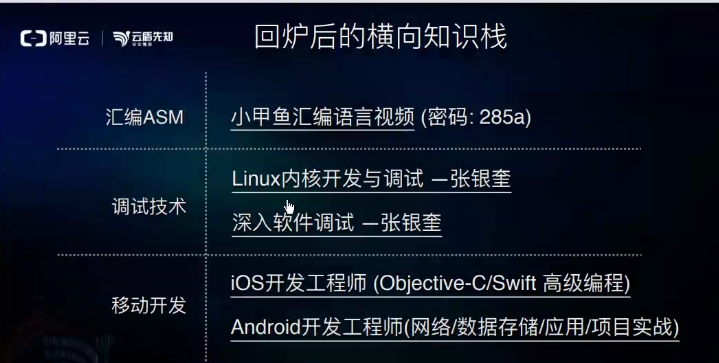 阿里云
云盾先知
回炉后的横向知识栈
汇编ASM
小甲鱼汇编语言视频 (密码: 285a)
调试技术
Linux内核开发与调试 —张银奎
深入软件调试 —张银奎
移动开发
iOS开发工程师 (Objective-C/Swift 高级编程)
Android开发工程师(网络/数据存储/应用/项目实战)